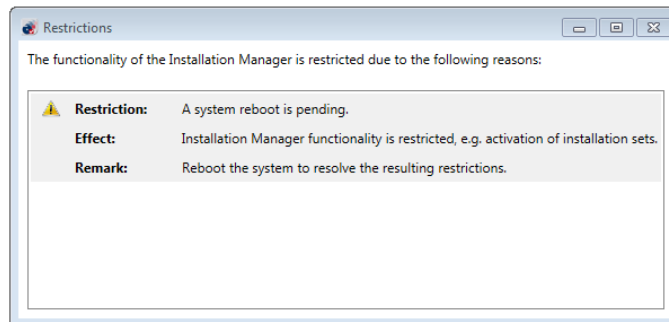 Restrictions
The functionality of the Installation Manager is restricted due to the following reasons:
Restriction: A system reboot is pending.
Effect: Installation Manager functionality is restricted, e.g. activation of installation sets.
Remark: Reboot the system to resolve the resulting restrictions.